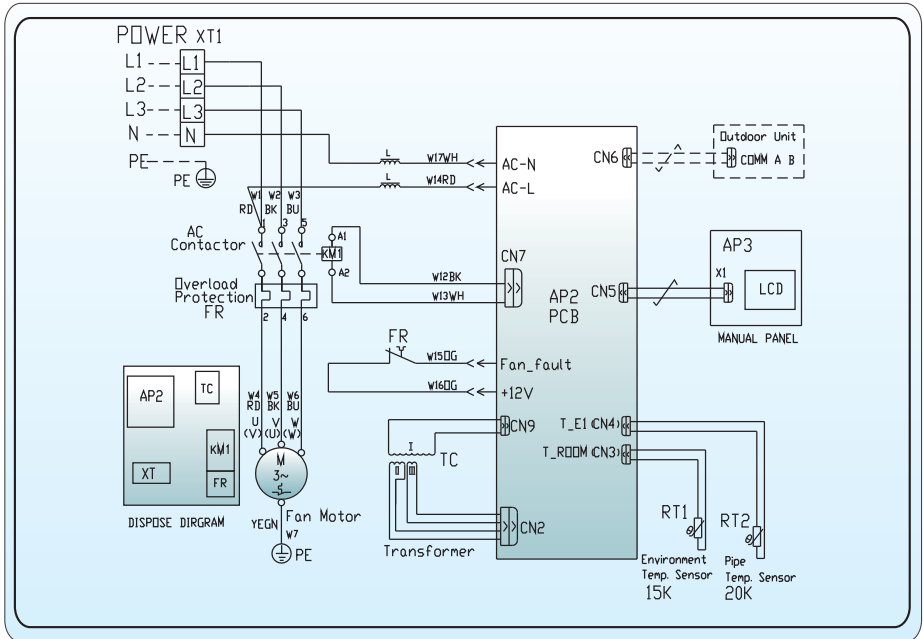 POWER XT1
L1 L1
L2 L2
L3 L3
N N
PE
PE
W17WH
L
AC-N
W14RD
L
AC-L
CN6
Outdoor Unit
COMM A B
W1 W2 W3
RD BK BU
1 3 5
AC
Contactor
KM1
A1
A2
CN7
W12BK
W13WH
Overload
Protection
FR
2 4 6
AP2
PCB
CN5
AP3
X1
LCD
MANUAL PANEL
FR
W15OG
Fan_fault
W16OG
+12V
AP2
TC
KM1
XT
FR
DISPOSE DIRGRAM
W4 W5 W6
RD BK BU
U V W
(V) (U) (W)
M
3~
Fan Motor
YEGN
W7
PE
CN9
I
TC
II III
CN2
Transformer
T_E1 (CN4)
T_ROOM (CN3)
RT1
θ
RT2
θ
Environment
Temp. Sensor
15K
Pipe
Temp. Sensor
20K